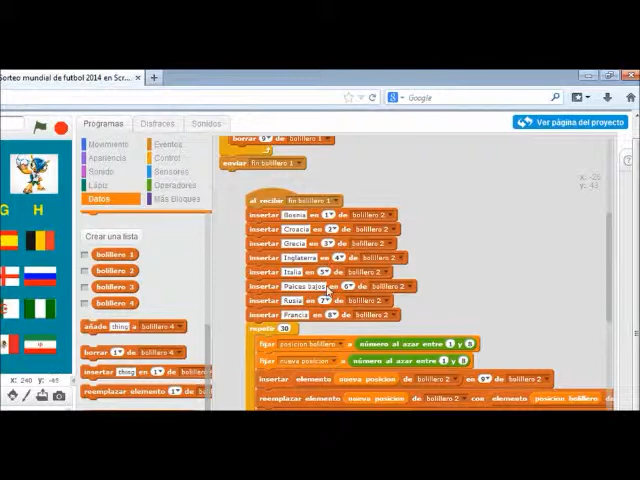 Sorteo mundial de futbol 2014 en Scr... × +
Google
Programas Disfraces Sonidos
Ver página del proyecto
Movimiento Eventos
Apariencia Control
Sonido Sensores
Lápiz Operadores
Datos Más Bloques
G H
Crear una lista
bolillero 1
bolillero 2
bolillero 3
bolillero 4
añade thing a bolillero 4
borrar 1 de bolillero 4
insertar thing en 1 de bolillero
reemplazar elemento 1 de bolillero
x: 240 y: -45
borrar 9 de bolillero 1
enviar fin bolillero 1
al recibir fin bolillero 1
insertar Bosnia en 1 de bolillero 2
insertar Croacia en 2 de bolillero 2
insertar Grecia en 3 de bolillero 2
insertar Inglaterra en 4 de bolillero 2
insertar Italia en 5 de bolillero 2
insertar Paices bajos en 6 de bolillero 2
insertar Rusia en 7 de bolillero 2
insertar Francia en 8 de bolillero 2
repetir 30
fijar posicion bolillero a número al azar entre 1 y 8
fijar nueva posicion a número al azar entre 1 y 8
insertar elemento nueva posicion de bolillero 2 en 9 de bolillero 2
reemplazar elemento nueva posicion de bolillero 2 con elemento posicion bolillero